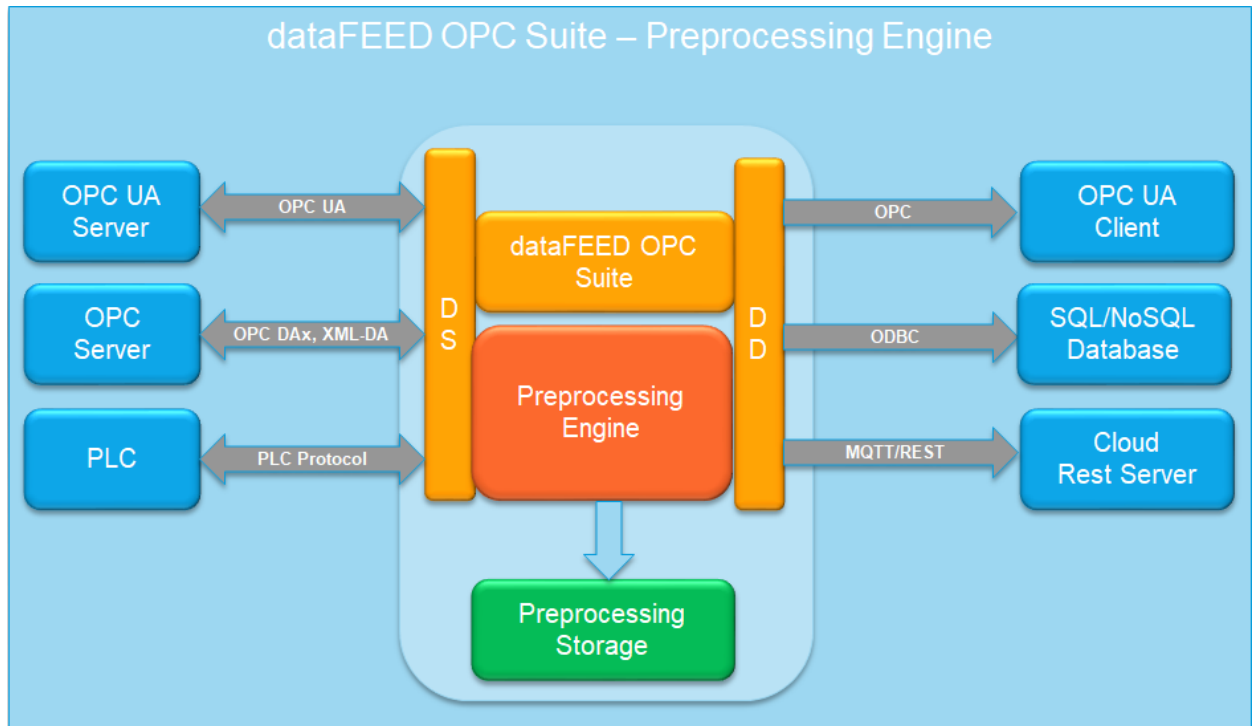 dataFEED OPC Suite – Preprocessing Engine
OPC UA
Server
OPC UA
OPC
Server
OPC DAx, XML-DA
PLC
PLC Protocol
D
S
dataFEED OPC
Suite
Preprocessing
Engine
Preprocessing
Storage
D
D
OPC
OPC UA
Client
ODBC
SQL/NoSQL
Database
MQTT/REST
Cloud
Rest Server